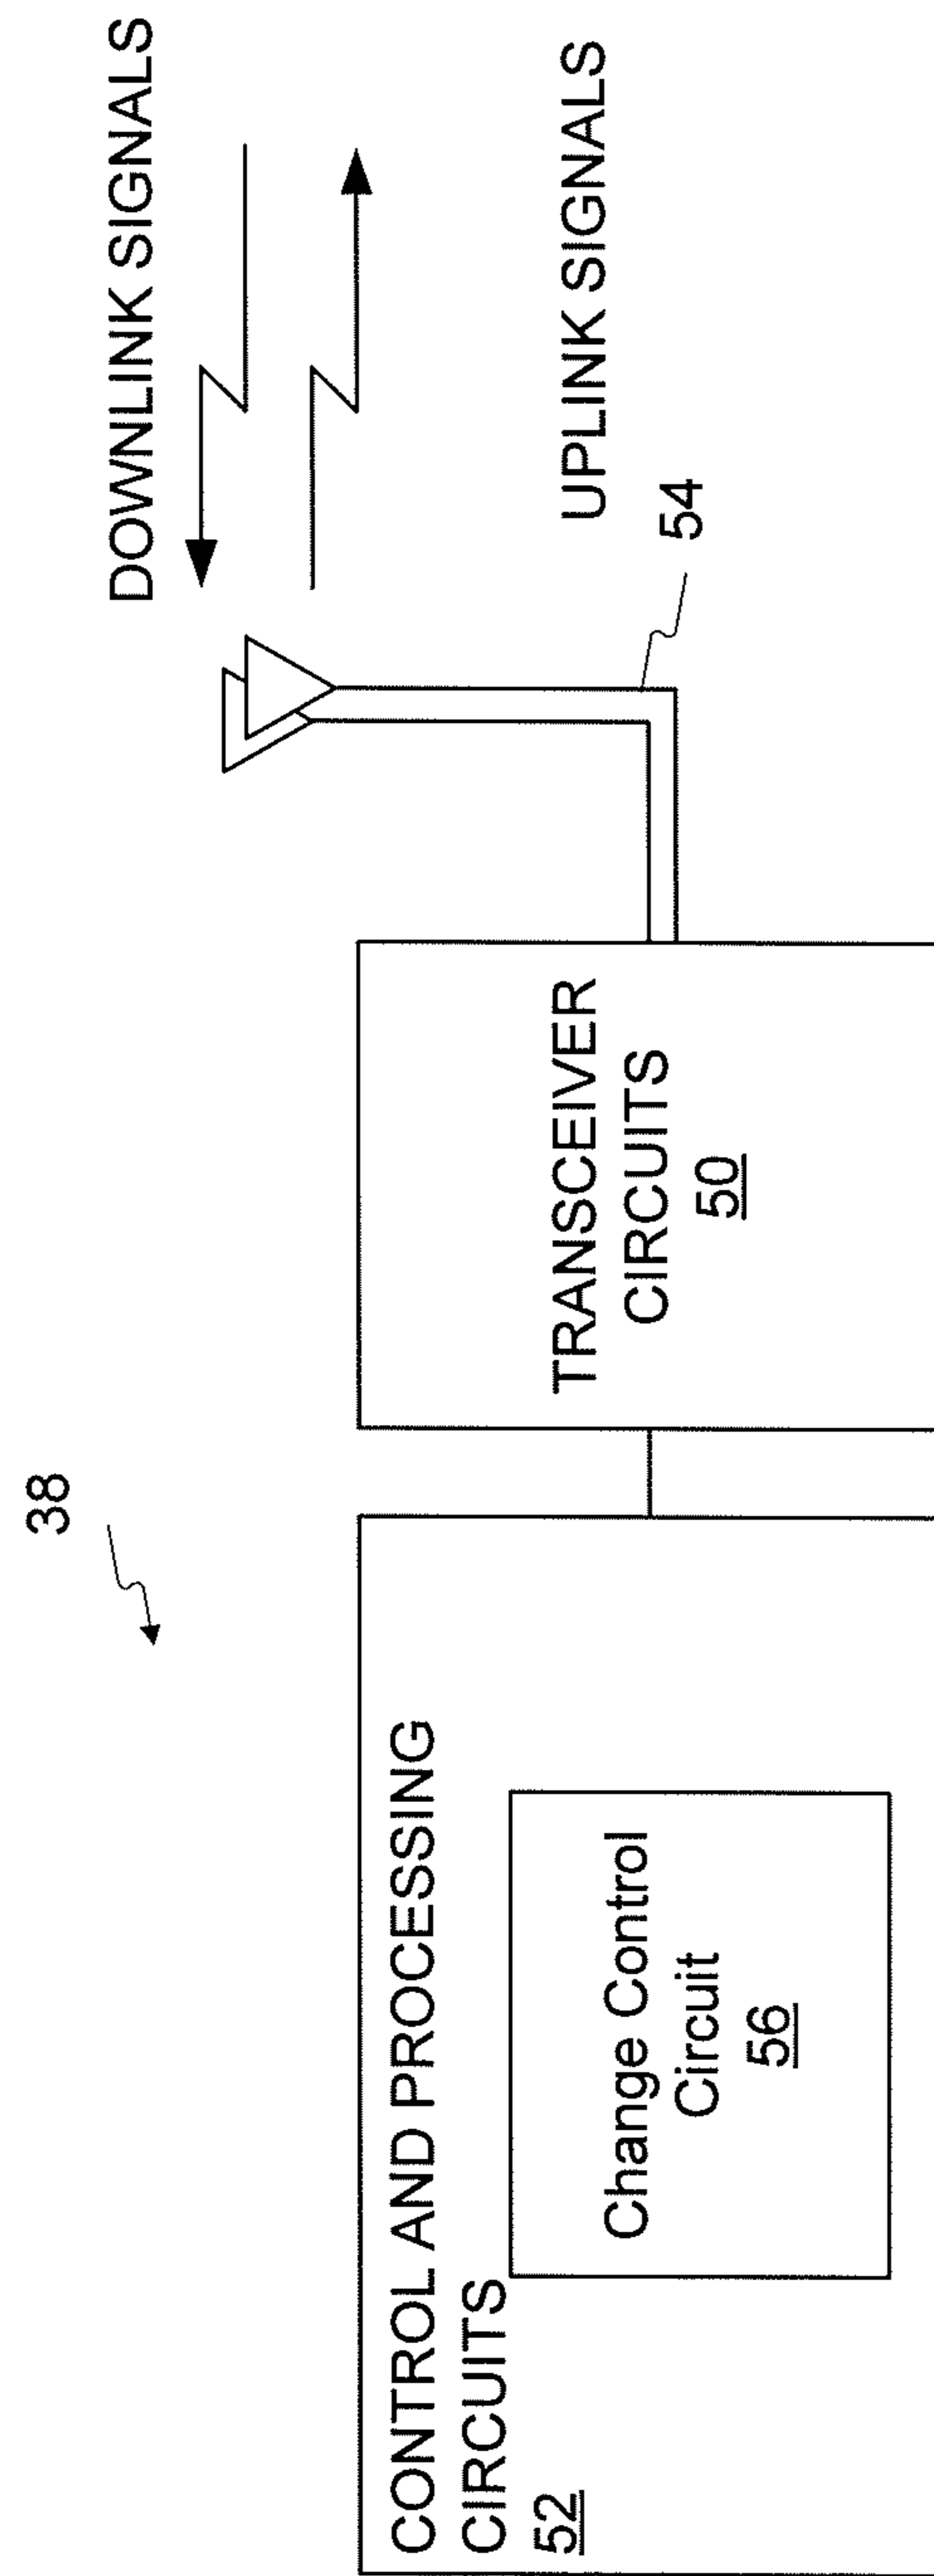 38
DOWNLINK SIGNALS
UPLINK SIGNALS
54
CONTROL AND PROCESSING
CIRCUITS
52
Change Control
Circuit
56
TRANSCEIVER
CIRCUITS
50